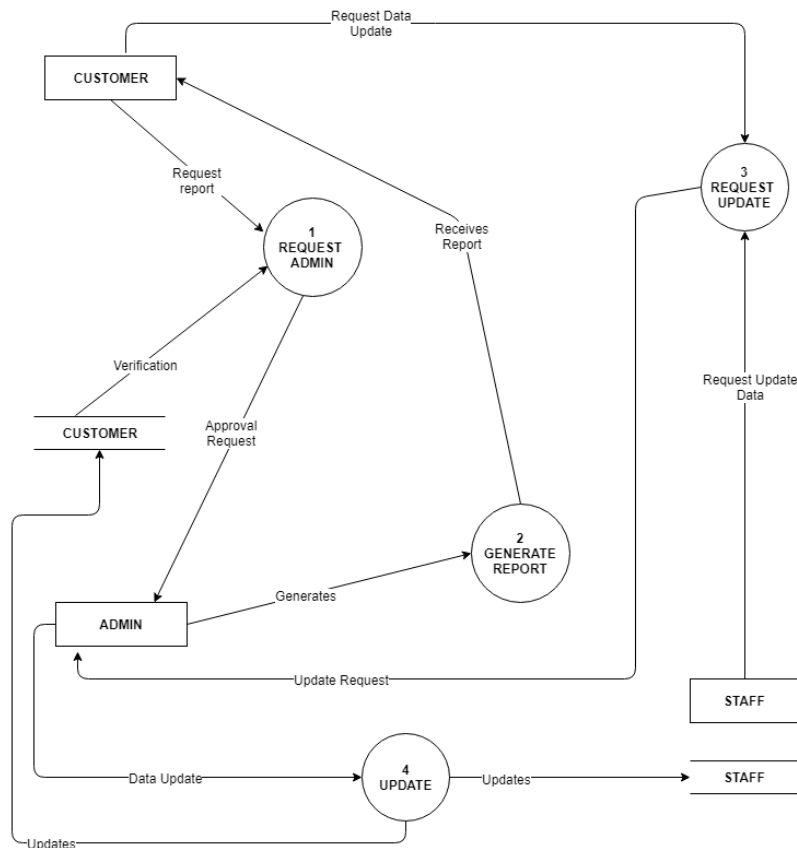 Request Data
Update
CUSTOMER
3
REQUEST
UPDATE
Request
report
1
REQUEST
ADMIN
Receives
Report
Verification
Request Update
Data
CUSTOMER
Approval
Request
2
GENERATE
REPORT
Generates
ADMIN
Update Request
STAFF
4
UPDATE
Data Update
Updates
STAFF
Updates